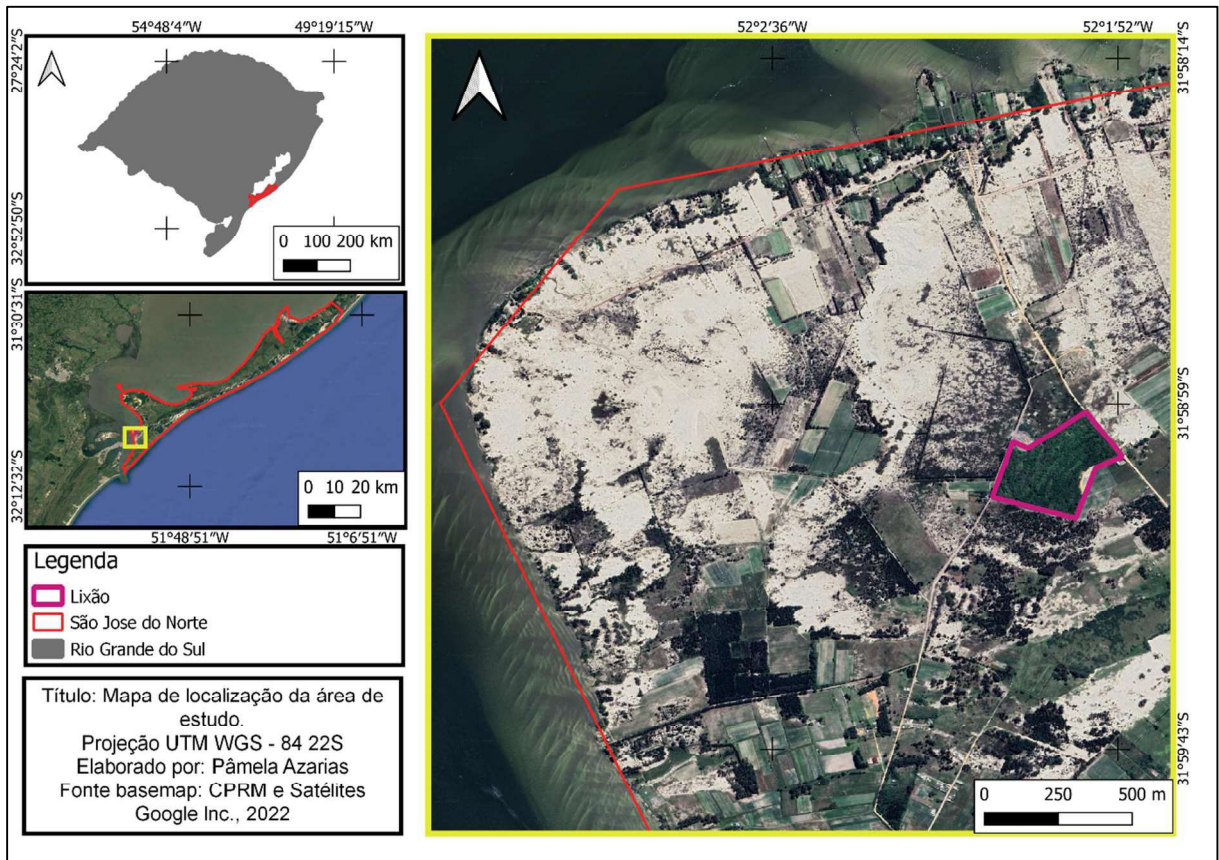 54°48'4"W
49°19'15"W
27°24'2"S
32°52'50"S
0 100 200 km
31°30'31"S
32°12'32"S
0 10 20 km
51°48'51"W
51°6'51"W
Legenda
Lixão
São Jose do Norte
Rio Grande do Sul
Título: Mapa de localização da área de
estudo.
Projeção UTM WGS - 84 22S
Elaborado por: Pâmela Azarias
Fonte basemap: CPRM e Satélites
Google Inc., 2022
52°2'36"W
52°1'52"W
31°58'14"S
31°58'59"S
31°59'43"S
0 250 500 m